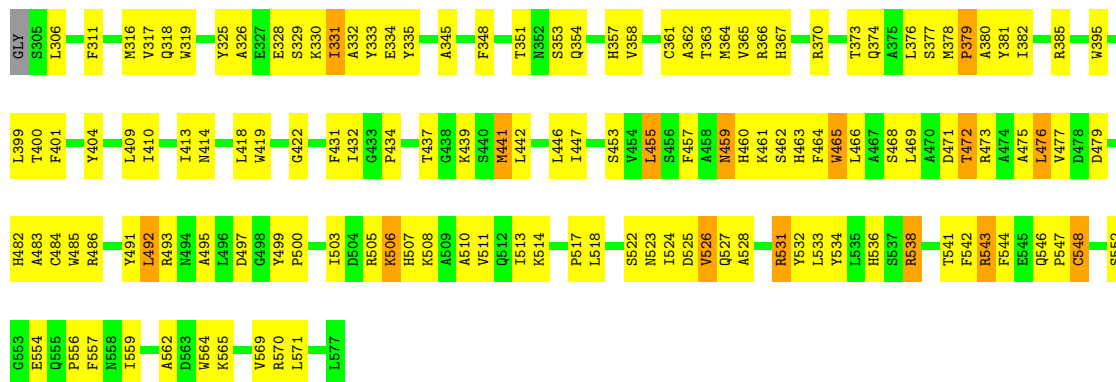 GLY S305 L306 F311 M316 V317 Q318 W319 Y325 A326 E327 E328 S329 K330 I331 A332 Y333 E334 Y335 A345 F348 T351 N352 S353 Q354 H357 V358 C361 A362 T363 M364 V365 R366 H367 R370 T373 Q374 A375 L376 S377 M378 P379 A380 Y381 I382 R385 W395
L399 T400 F401 Y404 L409 I410 I413 N414 L418 W419 G422 F431 I432 G433 P434 T437 G438 K439 S440 M441 L442 L446 I447 S453 V454 L455 S456 F457 A458 N459 H460 K461 S462 H463 F464 W465 L466 A467 S468 L469 A470 D471 T472 R473 A474 A475 L476 V477 D478 D479
H482 A483 C484 W485 R486 Y491 L492 R493 N494 A495 L496 D497 G498 Y499 P500 I503 D504 R505 K506 H507 K508 A509 A510 V511 Q512 I513 K514 P517 L518 S522 N523 I524 D525 V526 Q527 A528 R531 Y532 L533 Y534 L535 H536 S537 R538 T541 F542 R543 F544 E545 Q546 P547 C548 S552
G553 E554 Q555 P556 F557 N558 I559 A562 D563 W564 K565 V569 R570 L571 L577